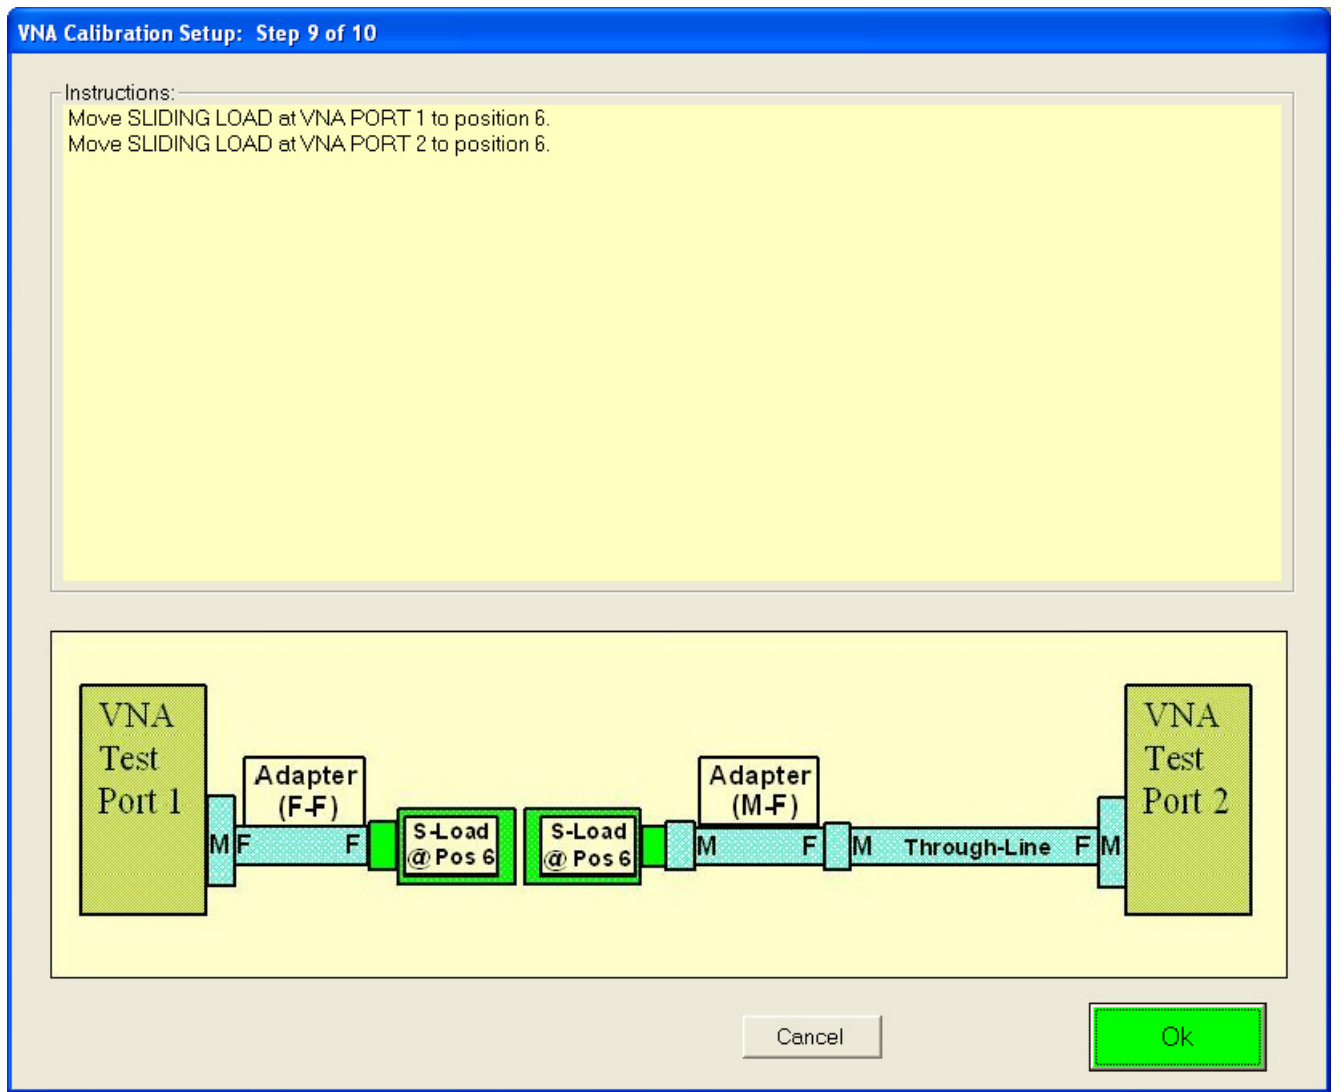 VNA Calibration Setup: Step 9 of 10
Instructions:
Move SLIDING LOAD at VNA PORT 1 to position 6.
Move SLIDING LOAD at VNA PORT 2 to position 6.
VNA
Test
Port 1
M
F
Adapter
(F-F)
F
S-Load
@ Pos 6
S-Load
@ Pos 6
M
Adapter
(M-F)
F
M
Through-Line
F
M
VNA
Test
Port 2
Cancel
Ok